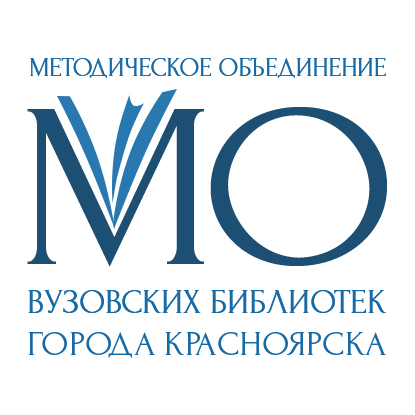 МЕТОДИЧЕСКОЕ ОБЪЕДИНЕНИЕ
МО
ВУЗОВСКИХ БИБЛИОТЕК
ГОРОДА КРАСНОЯРСКА